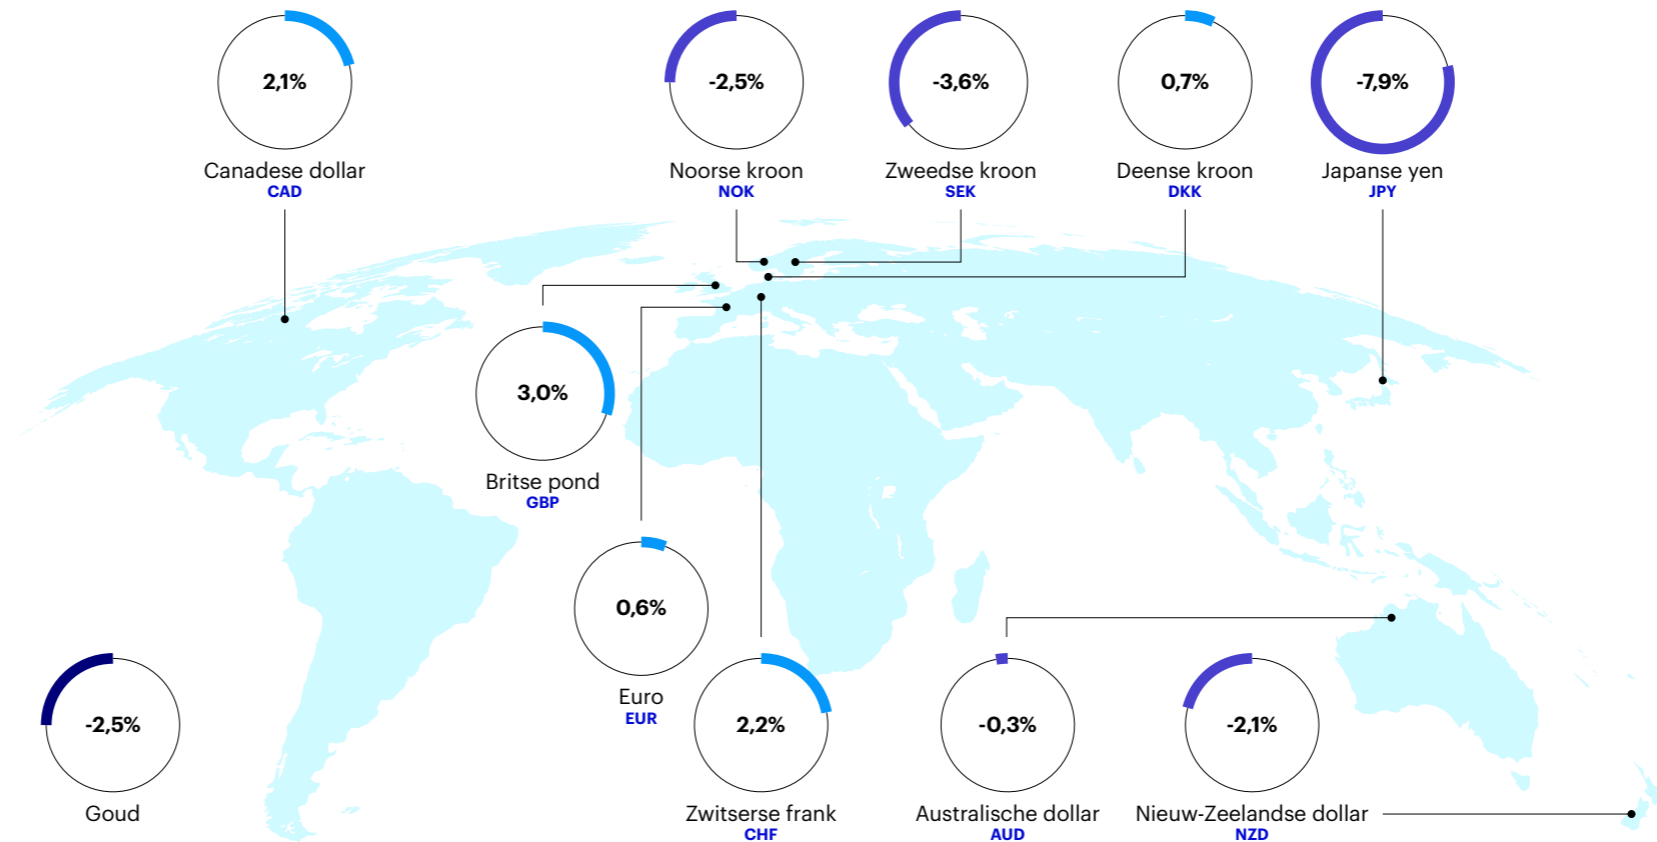 2,1%
Canadese dollar
CAD
-2,5%
Noorse kroon
NOK
-3,6%
Zweedse kroon
SEK
0,7%
Deense kroon
DKK
-7,9%
Japanse yen
JPY
3,0%
Britse pond
GBP
0,6%
Euro
EUR
-2,5%
Goud
2,2%
Zwitserse frank
CHF
-0,3%
Australische dollar
AUD
-2,1%
Nieuw-Zeelandse dollar
NZD